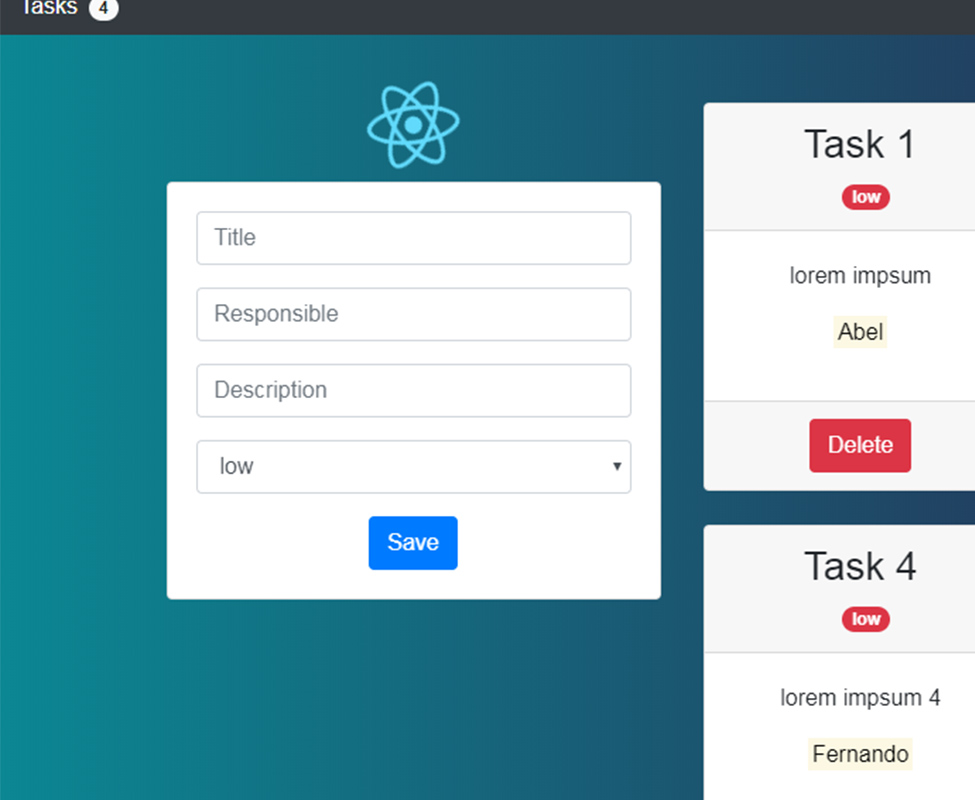 Tasks 4
Title
Responsible
Description
low
Save
Task 1
low
lorem impsum
Abel
Delete
Task 4
low
lorem impsum 4
Fernando